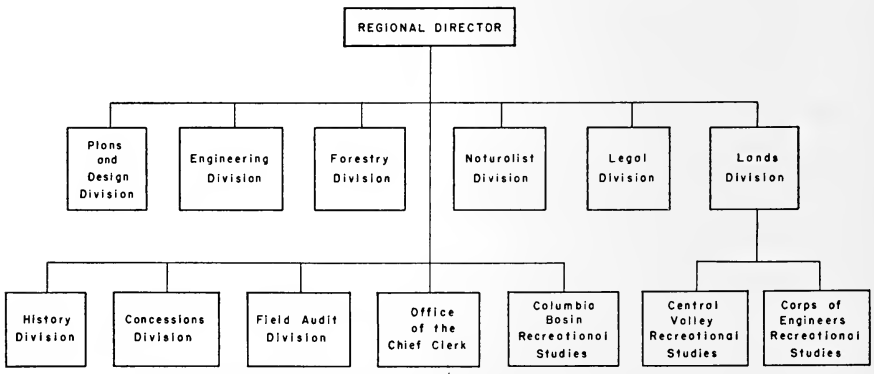 REGIONAL DIRECTOR
Plans
and
Design
Division
Engineering
Division
Forestry
Division
Naturalist
Division
Legal
Division
Lands
Division
History
Division
Concessions
Division
Field Audit
Division
Office
of the
Chief Clerk
Columbia
Basin
Recreational
Studies
Central
Valley
Recreational
Studies
Corps of
Engineers
Recreational
Studies